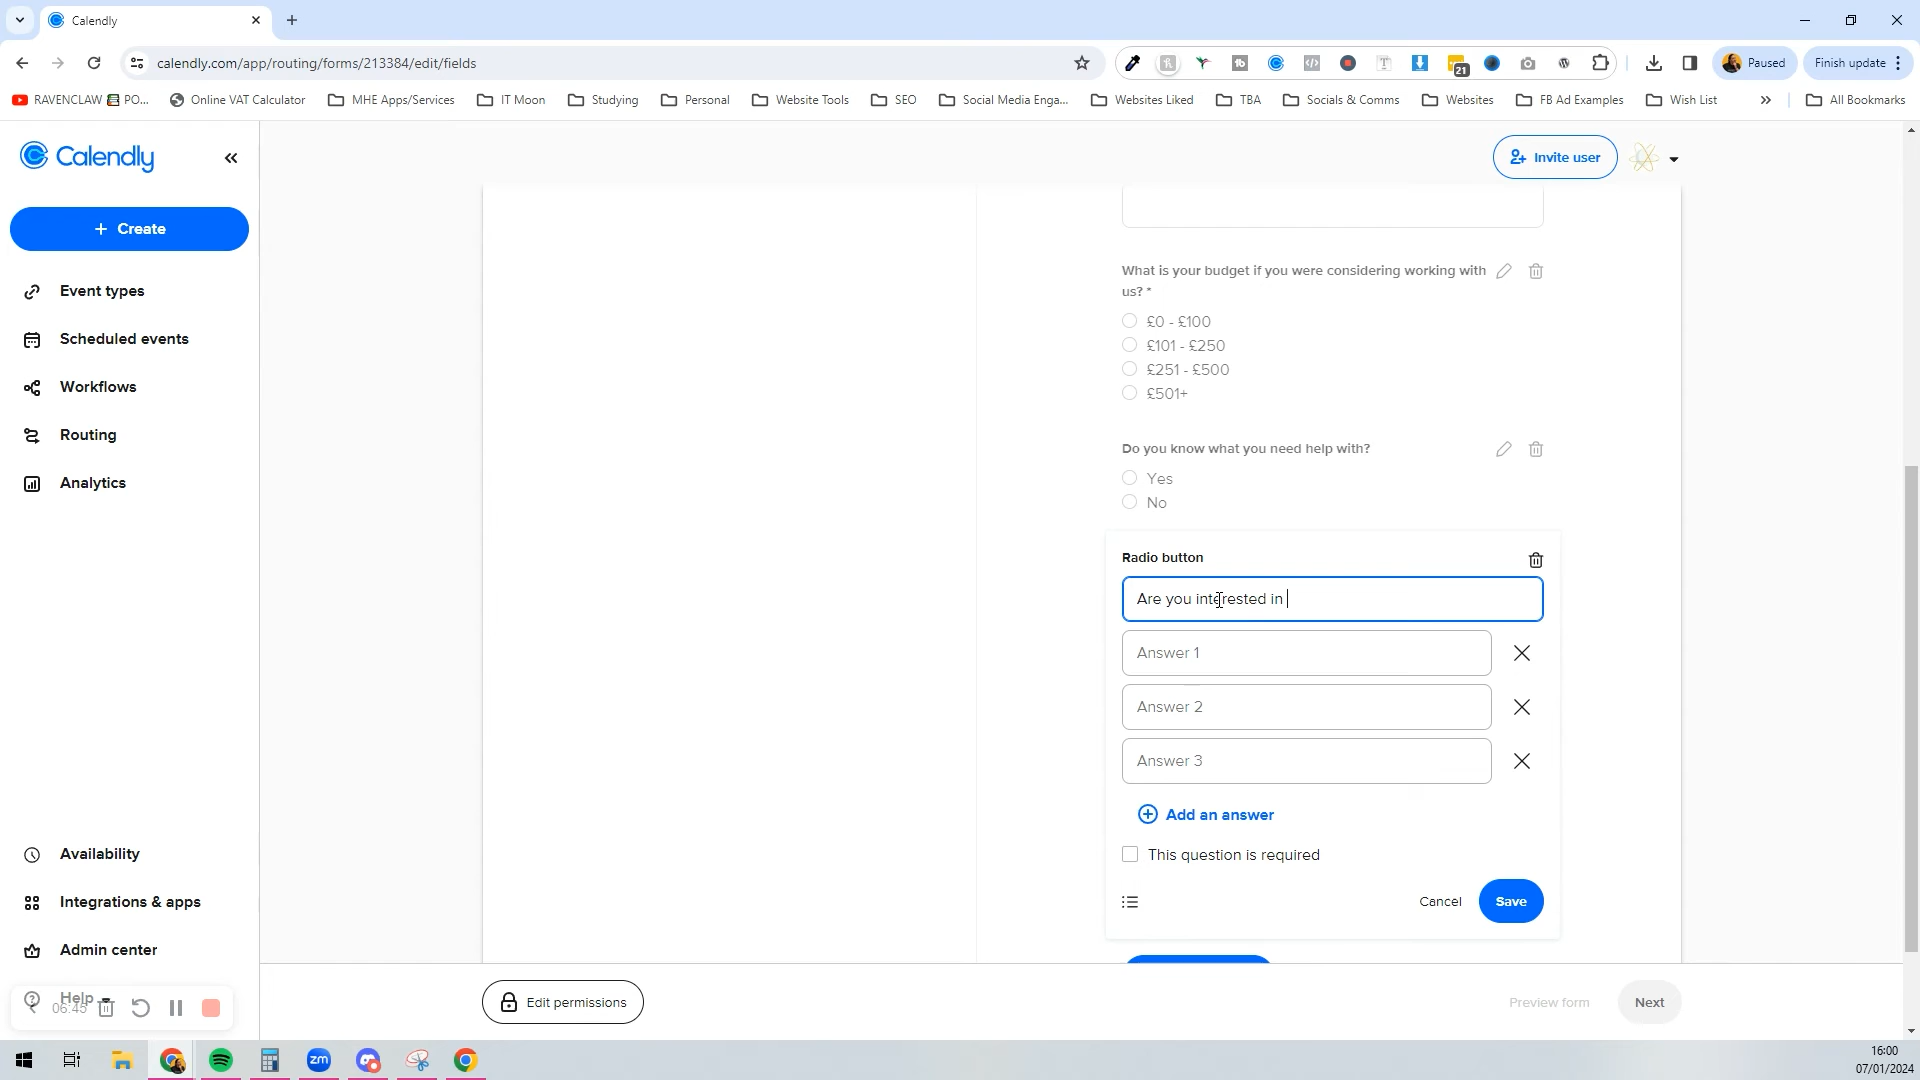 Calendly
calendly.com/app/routing/forms/213384/edit/fields
21
Paused
Finish update
RAVENCLAW PO...
Online VAT Calculator
MHE Apps/Services
IT Moon
Studying
Personal
Website Tools
SEO
Social Media Enga...
Websites Liked
TBA
Socials & Comms
Websites
FB Ad Examples
Wish List
»
All Bookmarks
Calendly
«
Invite user
+ Create
Event types
Scheduled events
Workflows
Routing
Analytics
Availability
Integrations & apps
Admin center
Help
06:45
What is your budget if you were considering working with
us? *
£0 - £100
£101 - £250
£251 - £500
£501+
Do you know what you need help with?
Yes
No
Radio button
Are you interested in
Answer 1
Answer 2
Answer 3
Add an answer
This question is required
Cancel
Save
Edit permissions
Preview form
Next
zm
16:00
07/01/2024